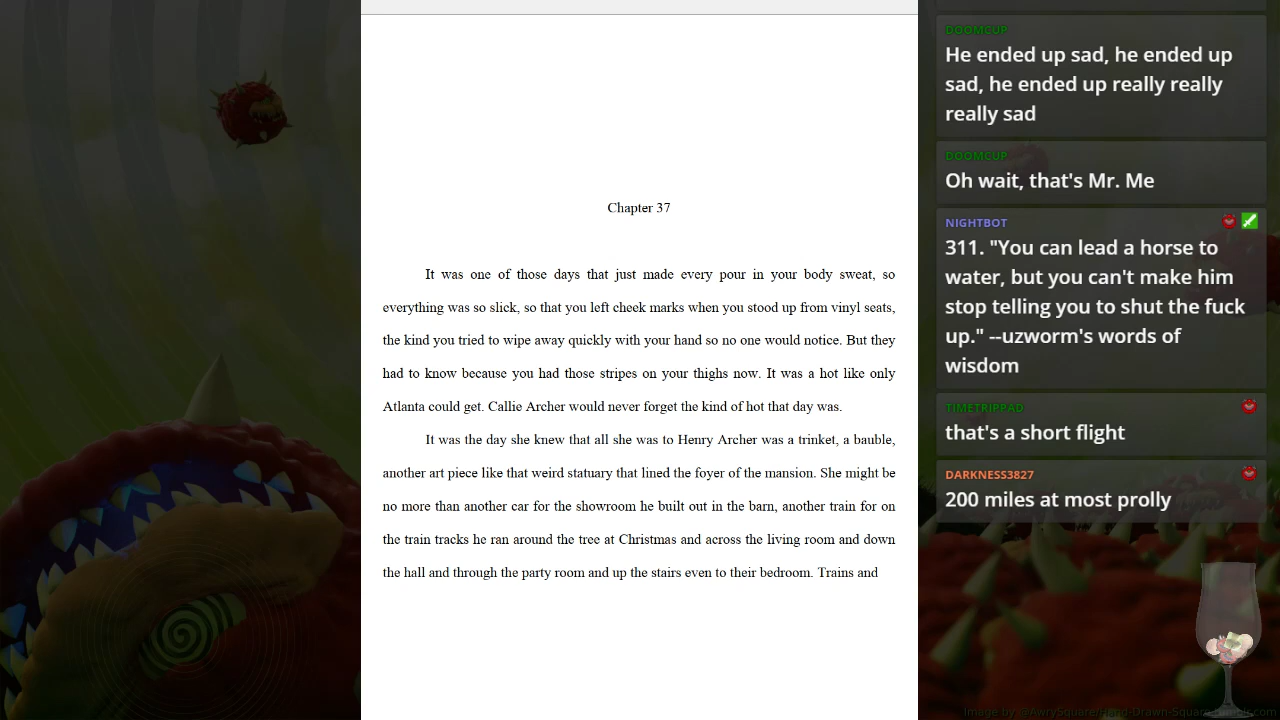 Chapter 37
It was one of those days that just made every pour in your body sweat, so
everything was so slick, so that you left cheek marks when you stood up from vinyl seats,
the kind you tried to wipe away quickly with your hand so no one would notice. But they
had to know because you had those stripes on your thighs now. It was a hot like only
Atlanta could get. Callie Archer would never forget the kind of hot that day was.
It was the day she knew that all she was to Henry Archer was a trinket, a bauble,
another art piece like that weird statuary that lined the foyer of the mansion. She might be
no more than another car for the showroom he built out in the barn, another train for on
the train tracks he ran around the tree at Christmas and across the living room and down
the hall and through the party room and up the stairs even to their bedroom. Trains and
DOOMCUP
He ended up sad, he ended up
sad, he ended up really really
really sad
DOOMCUP
Oh wait, that's Mr. Me
NIGHTBOT
311. "You can lead a horse to
water, but you can't make him
stop telling you to shut the fuck
up." --uzworm's words of
wisdom
TIMETRIPPAD
that's a short flight
DARKNESS3827
200 miles at most prolly